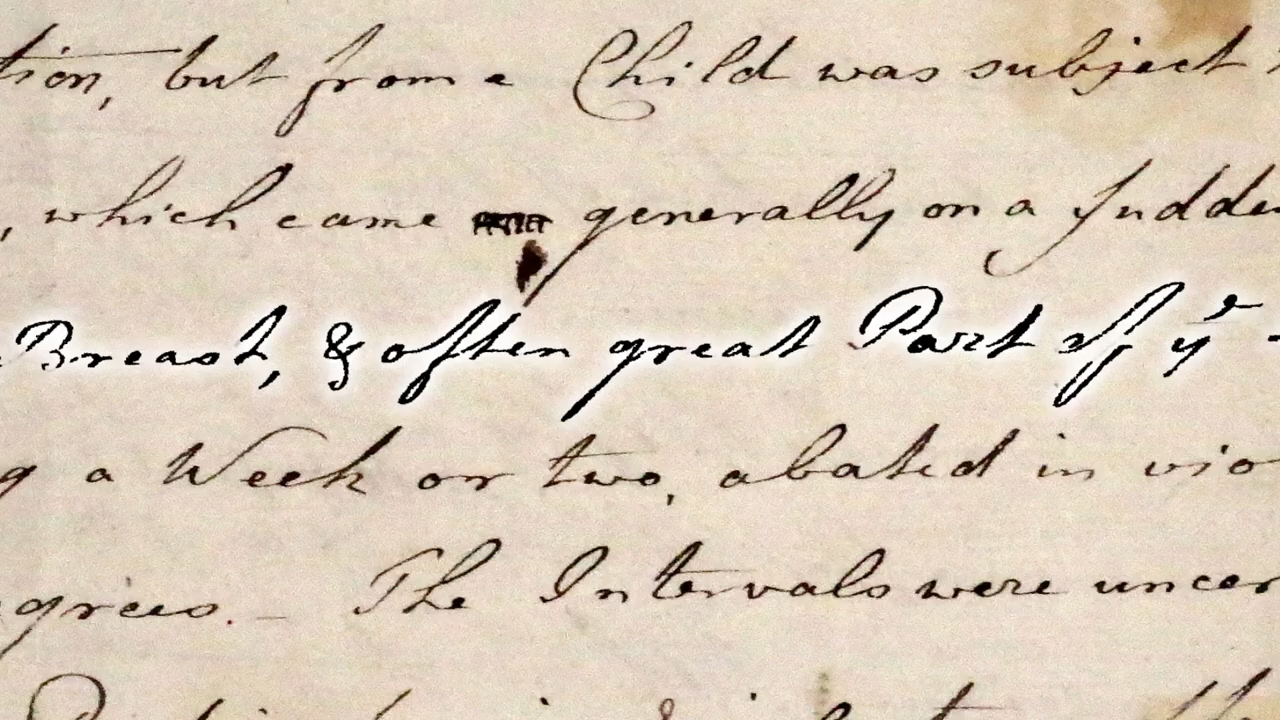 tion, but from a Child was subject
, which came generally on a sudden
Breast, & often great Part of yᵉ
a Week or two, abated in vio
grees. – The Intervals were uncer